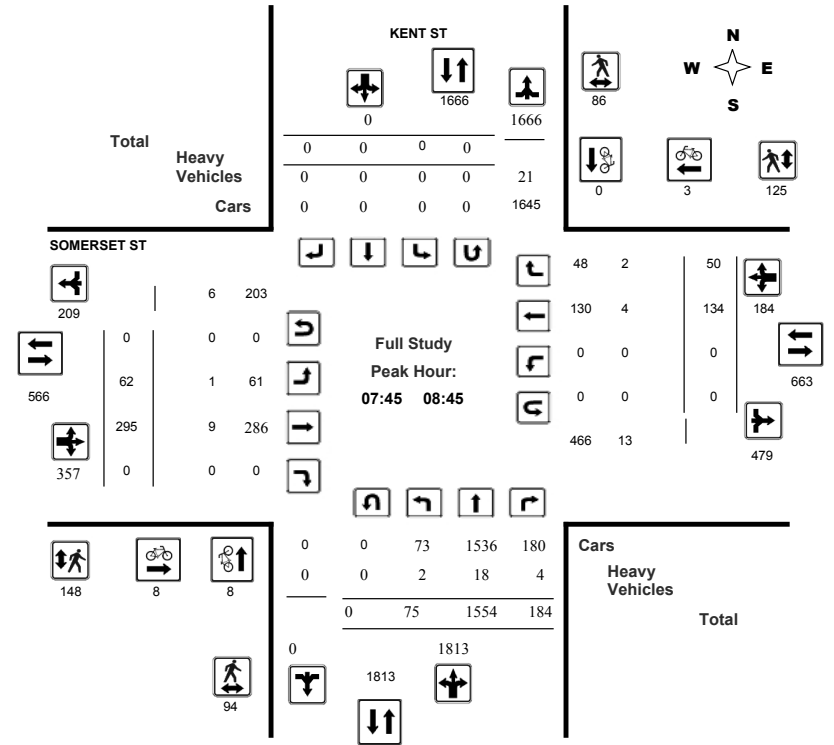 KENT ST
N
W E
S
1666
86
0 1666
Total
0 0 0 0
Heavy
Vehicles
0 0 0 0 21
Cars
0 0 0 0 1645
0 3 125
SOMERSET ST
209
6 203
48 2 50
184
130 4 134
566
0 0 0
Full Study
0 0 0
663
62 1 61
Peak Hour:
0 0 0
07:45 08:45
295 9 286
466 13
479
357
0 0 0
148 8 8
0 0 73 1536 180
Cars
0 0 2 18 4
Heavy
Vehicles
0 75 1554 184
Total
0 1813
1813
94